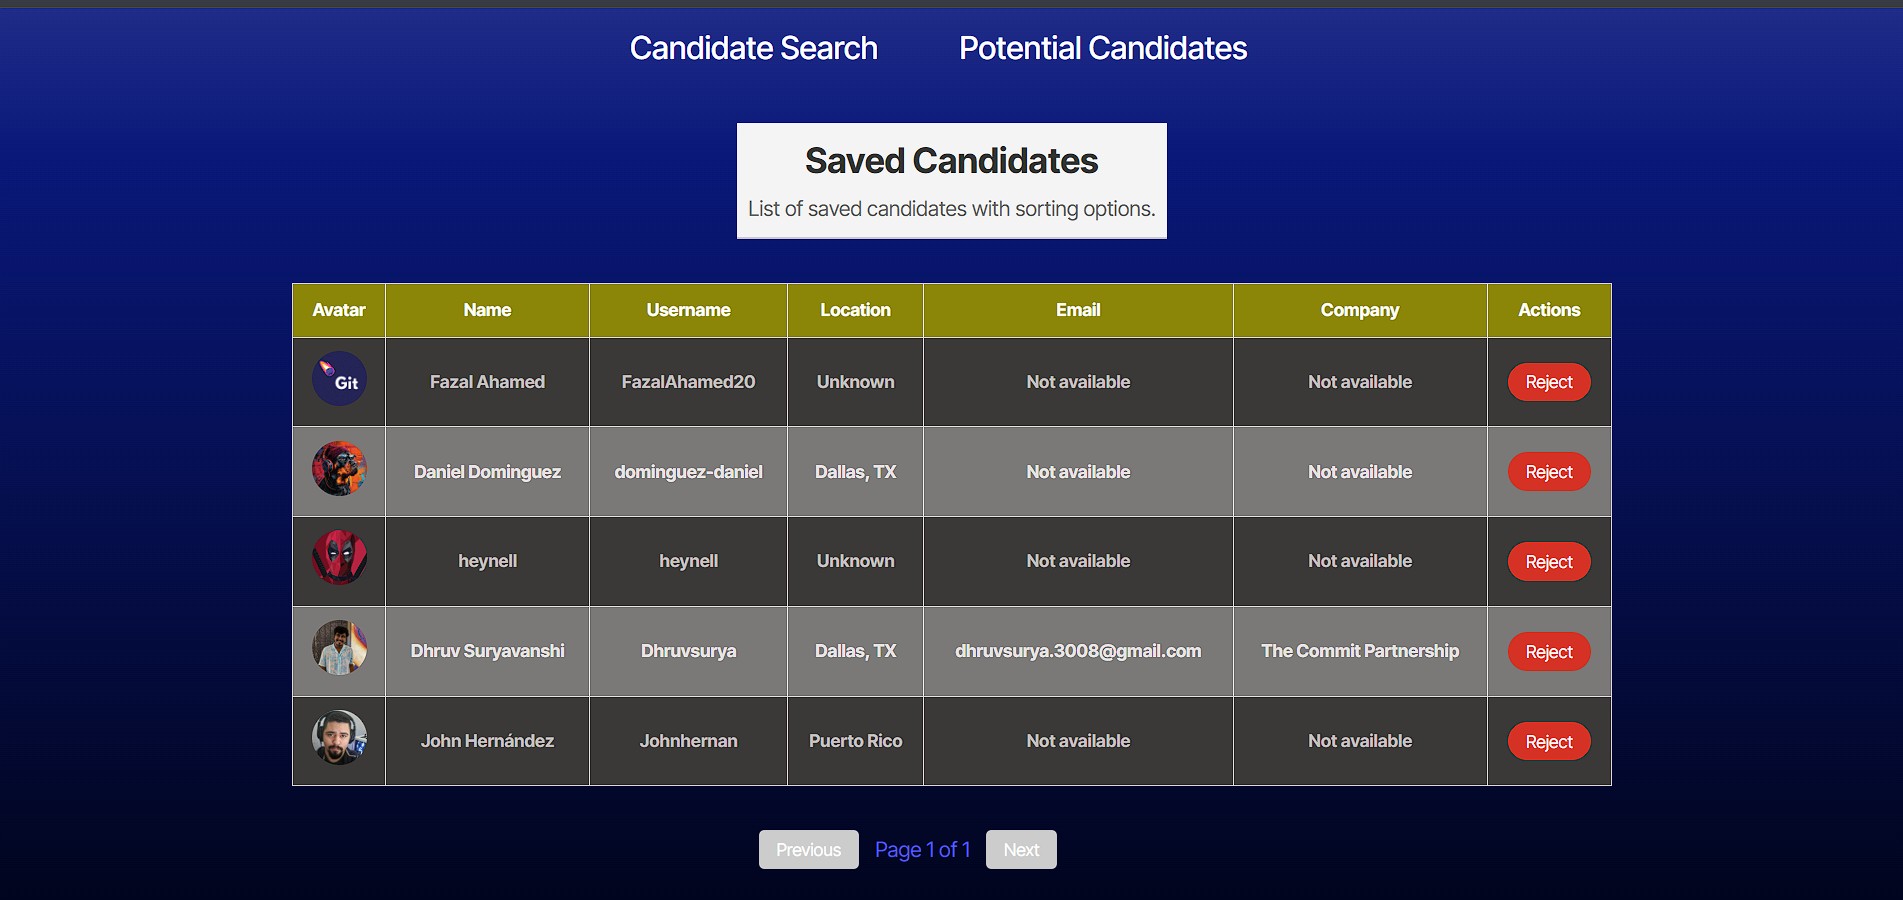 Candidate Search Potential Candidates
Saved Candidates
List of saved candidates with sorting options.
Avatar Name Username Location Email Company Actions
Git Fazal Ahamed FazalAhamed20 Unknown Not available Not available Reject
Daniel Dominguez dominguez-daniel Dallas, TX Not available Not available Reject
heynell heynell Unknown Not available Not available Reject
Dhruv Suryavanshi Dhruvsurya Dallas, TX dhruvsurya.3008@gmail.com The Commit Partnership Reject
John Hernández Johnhernan Puerto Rico Not available Not available Reject
Previous Page 1 of 1 Next